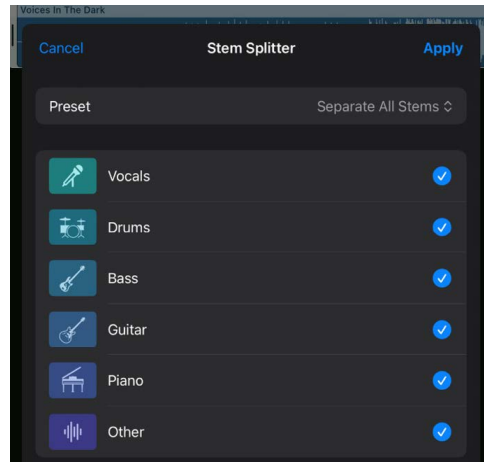 Voices In The Dark
Cancel Stem Splitter Apply
Preset Separate All Stems
Vocals
Drums
Bass
Guitar
Piano
Other